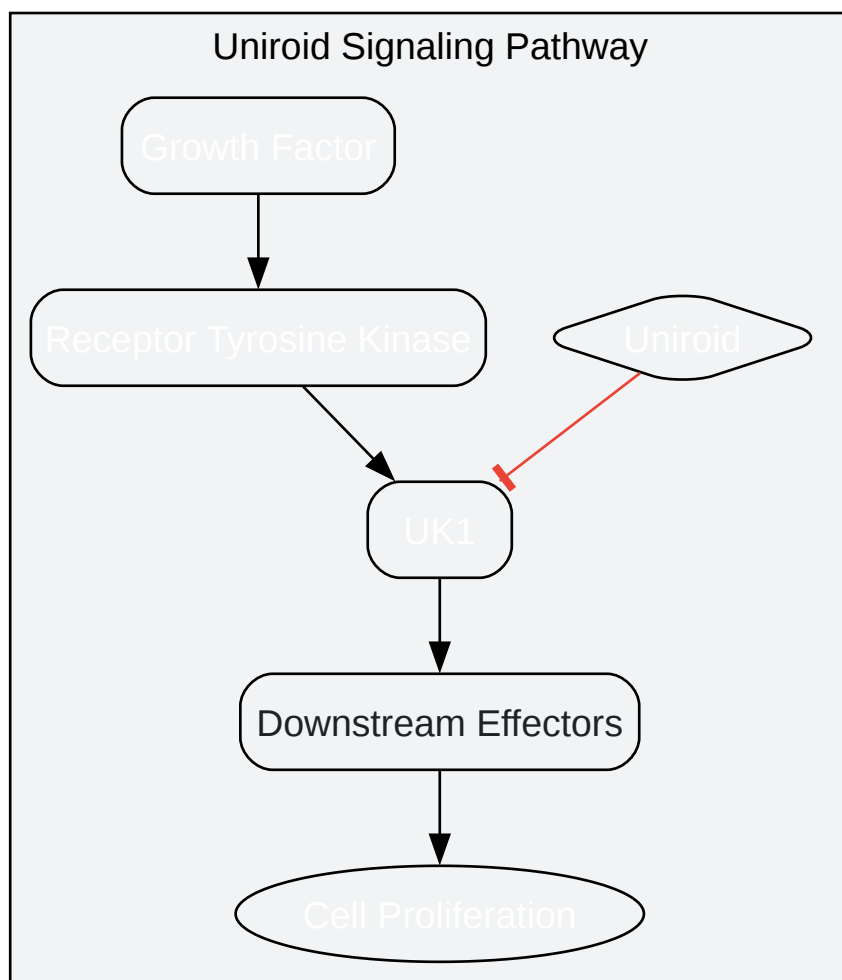 Uniroid Signaling Pathway
Growth Factor
Receptor Tyrosine Kinase
Uniroid
UK1
Downstream Effectors
Cell Proliferation